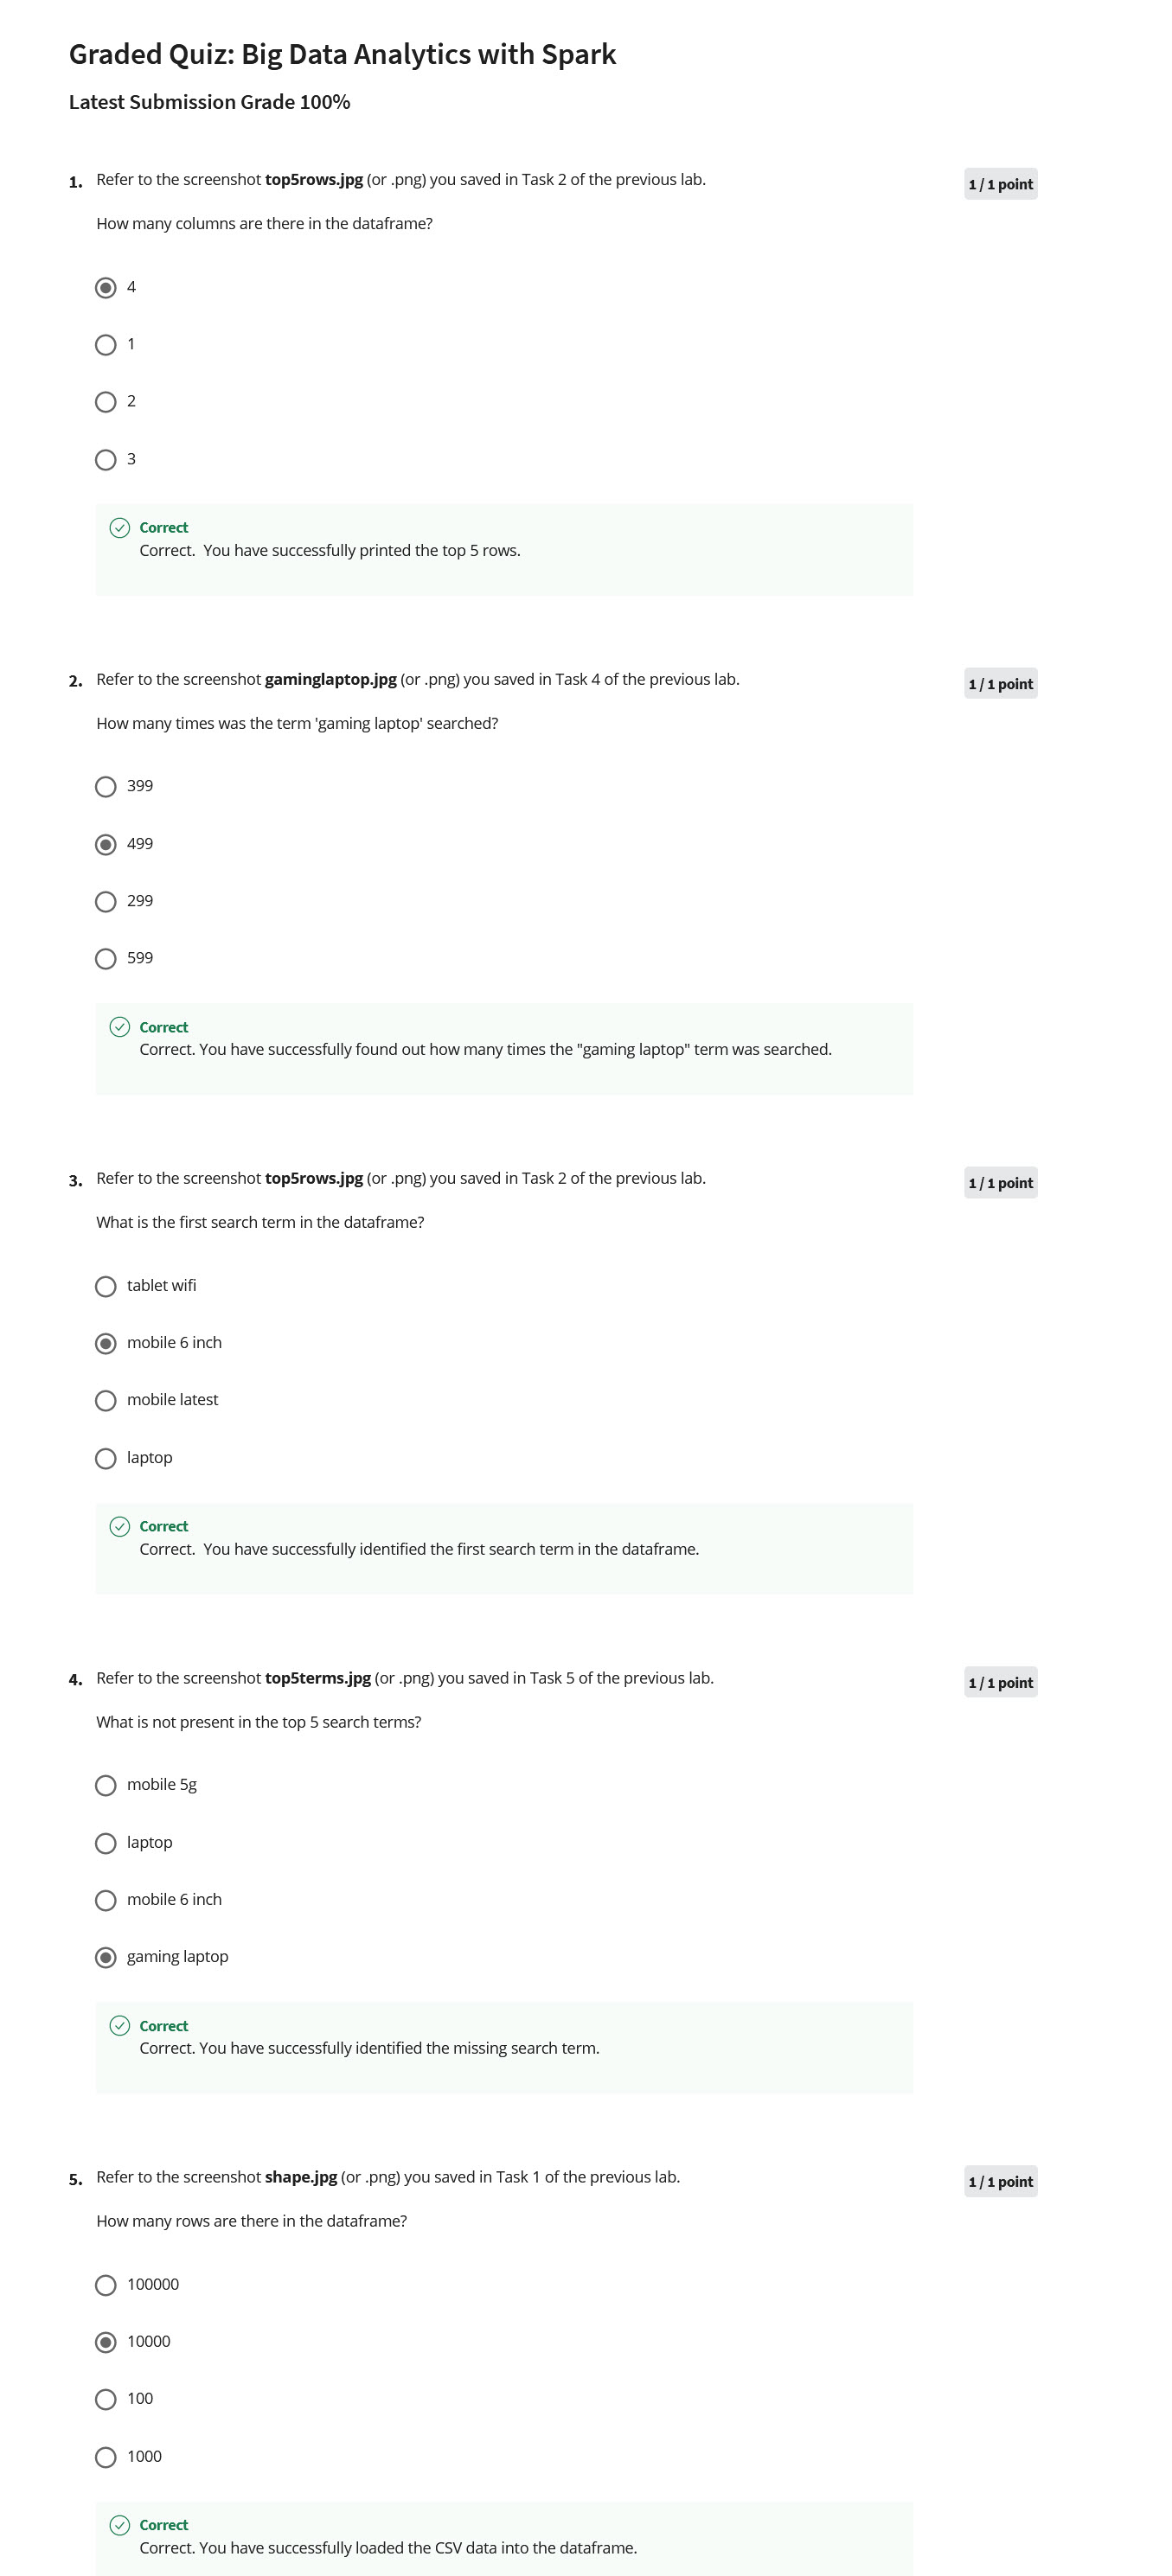 Graded Quiz: Big Data Analytics with Spark
Latest Submission Grade 100%
1. Refer to the screenshot top5rows.jpg (or .png) you saved in Task 2 of the previous lab.
1 / 1 point
How many columns are there in the dataframe?
4
1
2
3
Correct
Correct.  You have successfully printed the top 5 rows.
2. Refer to the screenshot gaminglaptop.jpg (or .png) you saved in Task 4 of the previous lab.
1 / 1 point
How many times was the term 'gaming laptop' searched?
399
499
299
599
Correct
Correct. You have successfully found out how many times the "gaming laptop" term was searched.
3. Refer to the screenshot top5rows.jpg (or .png) you saved in Task 2 of the previous lab.
1 / 1 point
What is the first search term in the dataframe?
tablet wifi
mobile 6 inch
mobile latest
laptop
Correct
Correct.  You have successfully identified the first search term in the dataframe.
4. Refer to the screenshot top5terms.jpg (or .png) you saved in Task 5 of the previous lab.
1 / 1 point
What is not present in the top 5 search terms?
mobile 5g
laptop
mobile 6 inch
gaming laptop
Correct
Correct. You have successfully identified the missing search term.
5. Refer to the screenshot shape.jpg (or .png) you saved in Task 1 of the previous lab.
1 / 1 point
How many rows are there in the dataframe?
100000
10000
100
1000
Correct
Correct. You have successfully loaded the CSV data into the dataframe.